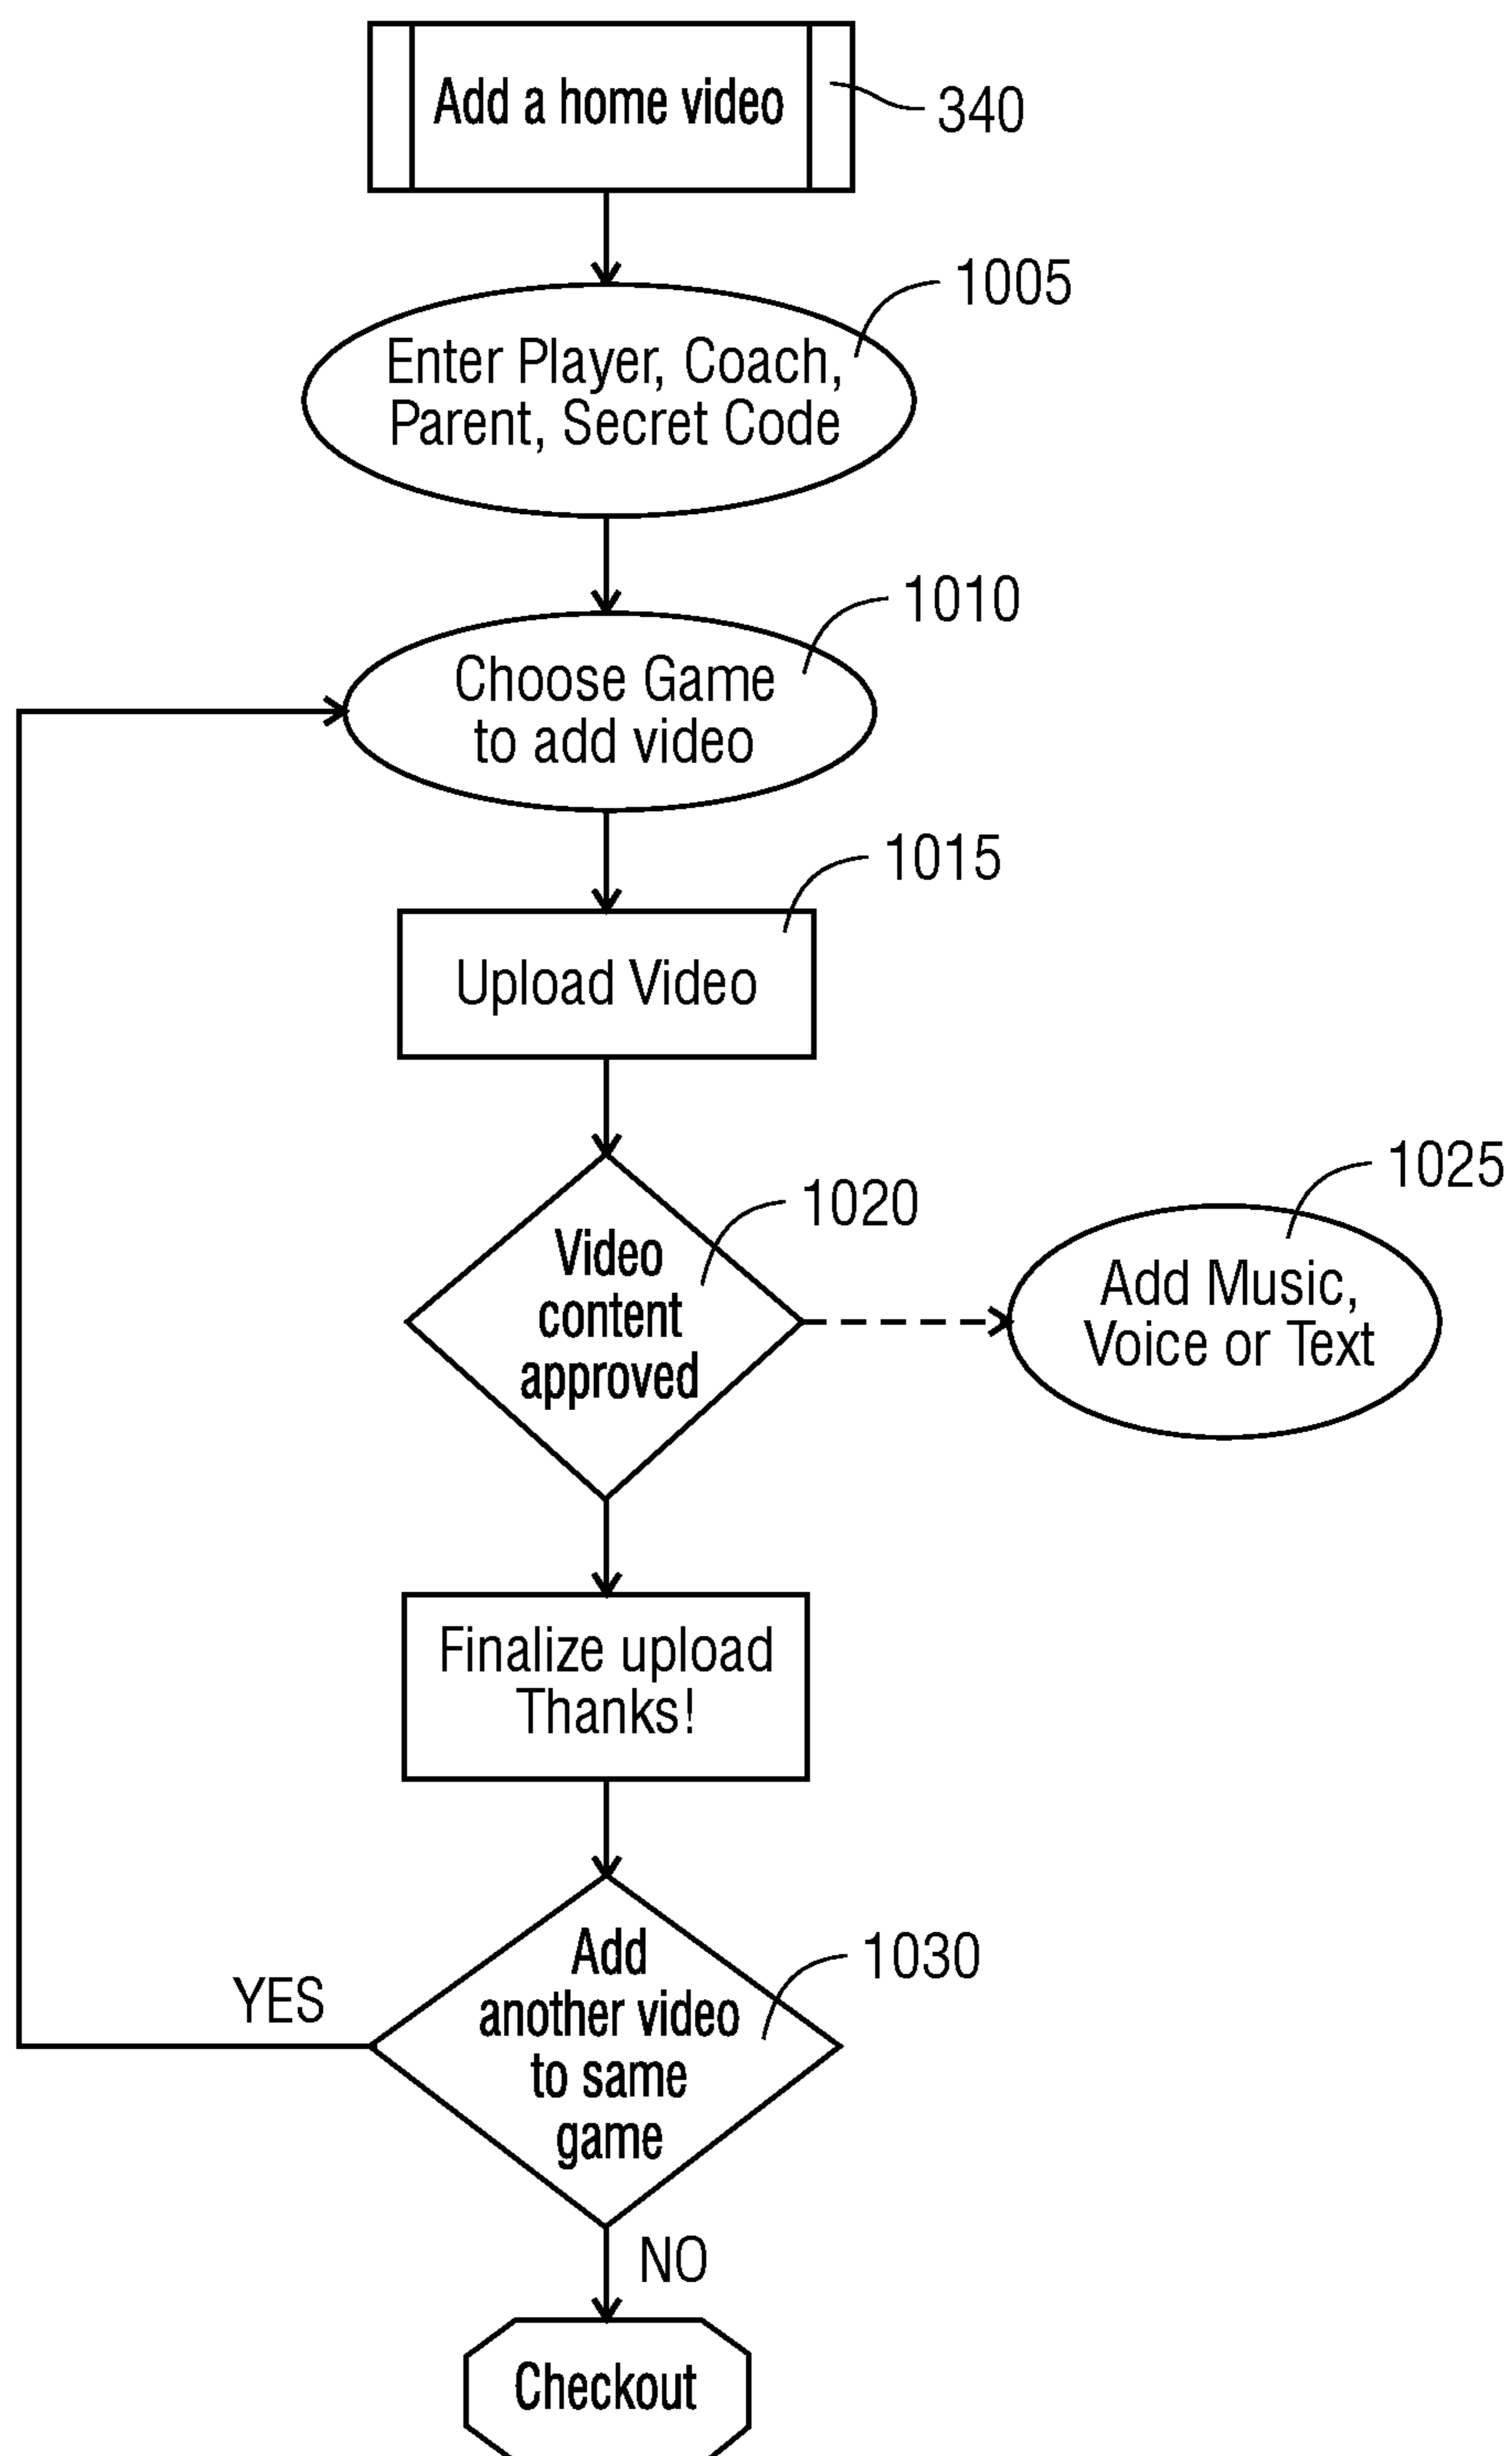 Add a home video
340
1005
Enter Player, Coach,
Parent, Secret Code
1010
Choose Game
to add video
1015
Upload Video
1020
Video
content
approved
1025
Add Music,
Voice or Text
Finalize upload
Thanks!
1030
Add
another video
to same
game
YES
NO
Checkout